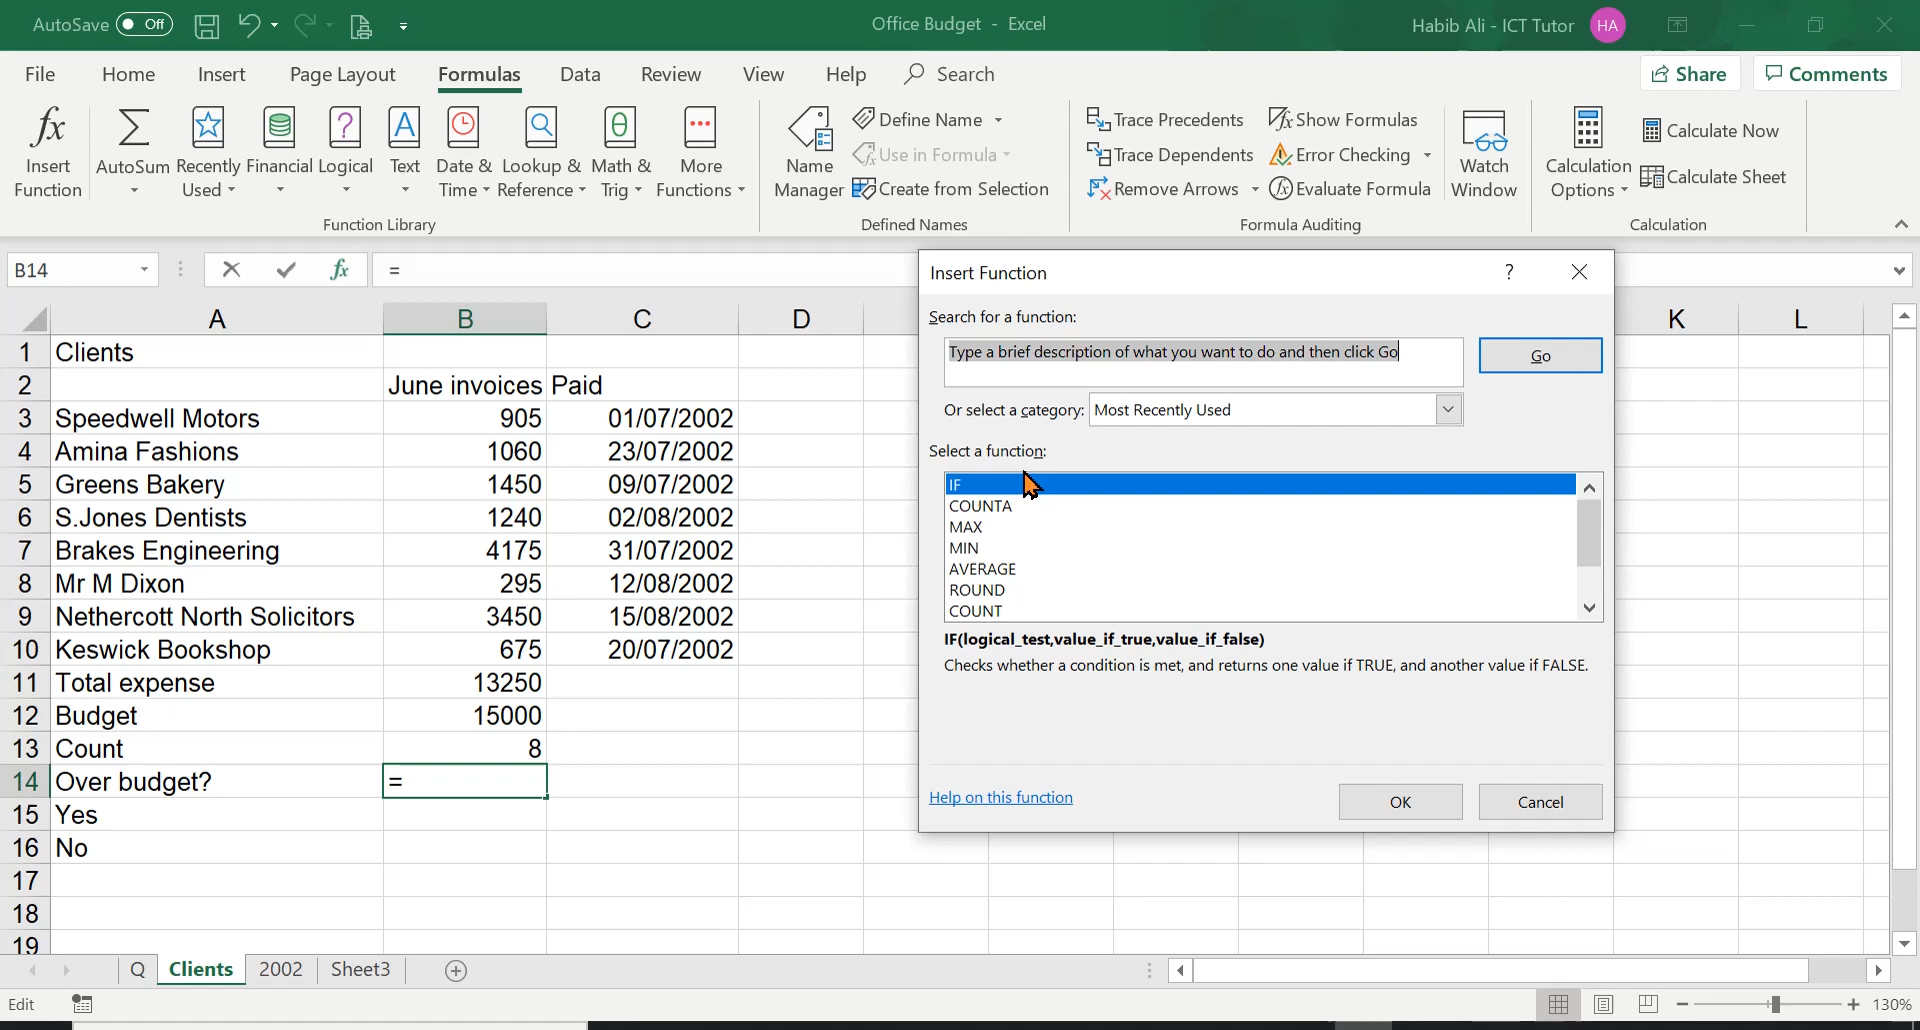 AutoSave Off
Office Budget - Excel
Habib Ali - ICT Tutor HA
File Home Insert Page Layout Formulas Data Review View Help Search Share Comments
fx Insert Function
AutoSum
Recently Used
Financial
Logical
Text
Date & Time
Lookup & Reference
Math & Trig
More Functions
Function Library
Name Manager
Define Name
Use in Formula
Create from Selection
Defined Names
Trace Precedents
Trace Dependents
Remove Arrows
Show Formulas
Error Checking
Evaluate Formula
Formula Auditing
Watch Window
Calculation Options
Calculate Now
Calculate Sheet
Calculation
B14 fx =
A B C D K L
1 Clients
2 June invoices Paid
3 Speedwell Motors 905 01/07/2002
4 Amina Fashions 1060 23/07/2002
5 Greens Bakery 1450 09/07/2002
6 S.Jones Dentists 1240 02/08/2002
7 Brakes Engineering 4175 31/07/2002
8 Mr M Dixon 295 12/08/2002
9 Nethercott North Solicitors 3450 15/08/2002
10 Keswick Bookshop 675 20/07/2002
11 Total expense 13250
12 Budget 15000
13 Count 8
14 Over budget? =
15 Yes
16 No
17
18
19
Insert Function ?
Search for a function:
Type a brief description of what you want to do and then click Go
Go
Or select a category: Most Recently Used
Select a function:
IF
COUNTA
MAX
MIN
AVERAGE
ROUND
COUNT
IF(logical_test,value_if_true,value_if_false)
Checks whether a condition is met, and returns one value if TRUE, and another value if FALSE.
Help on this function
OK Cancel
Q Clients 2002 Sheet3
Edit
130%